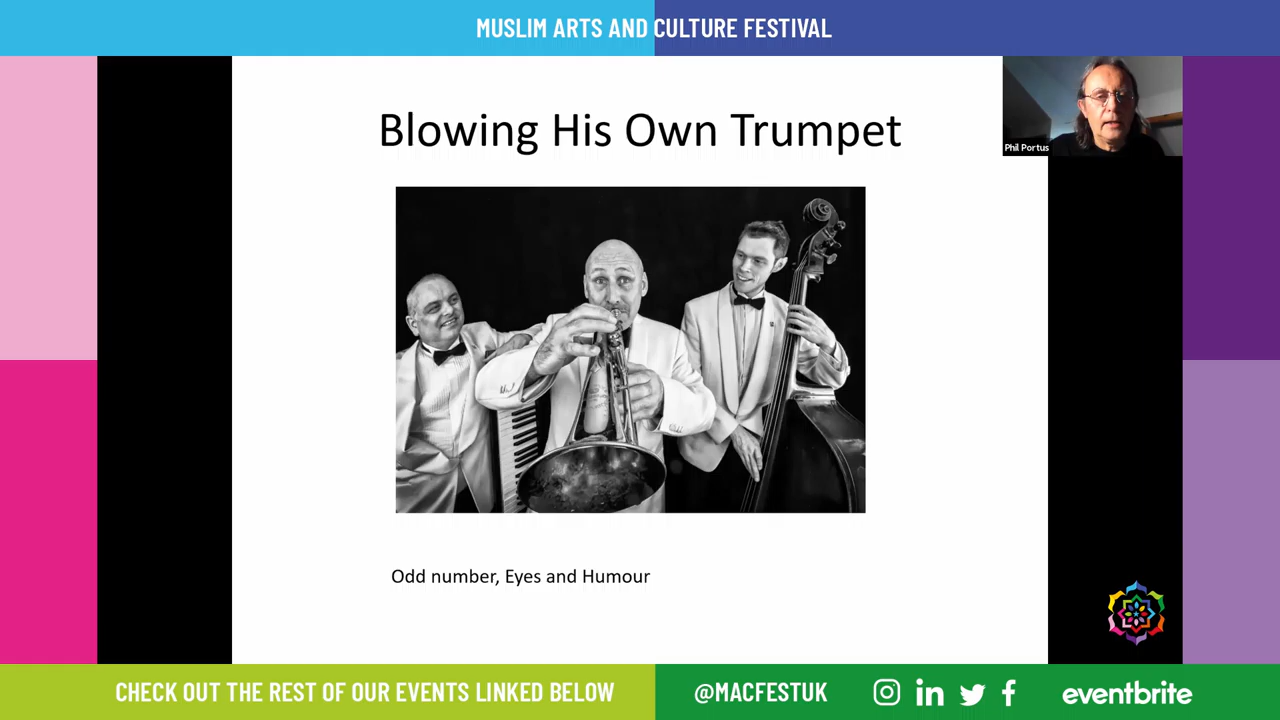 MUSLIM ARTS AND CULTURE FESTIVAL
Blowing His Own Trumpet
Phil Portus
Odd number, Eyes and Humour
CHECK OUT THE REST OF OUR EVENTS LINKED BELOW
@MACFESTUK
eventbrite